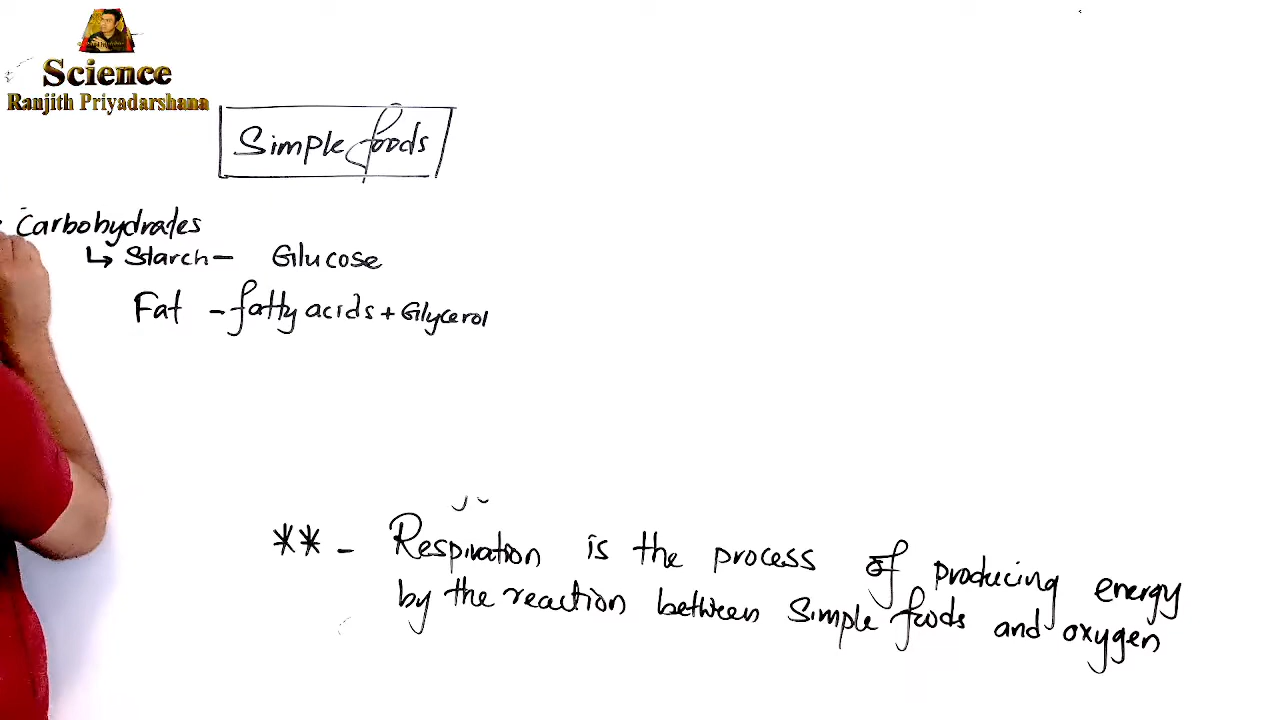 Science
Ranjith Priyadarshana
Simple foods
Carbohydrates
↳ Starch - Glucose
Fat - fatty acids + Glycerol
** - Respiration is the process of producing energy
by the reaction between Simple foods and oxygen